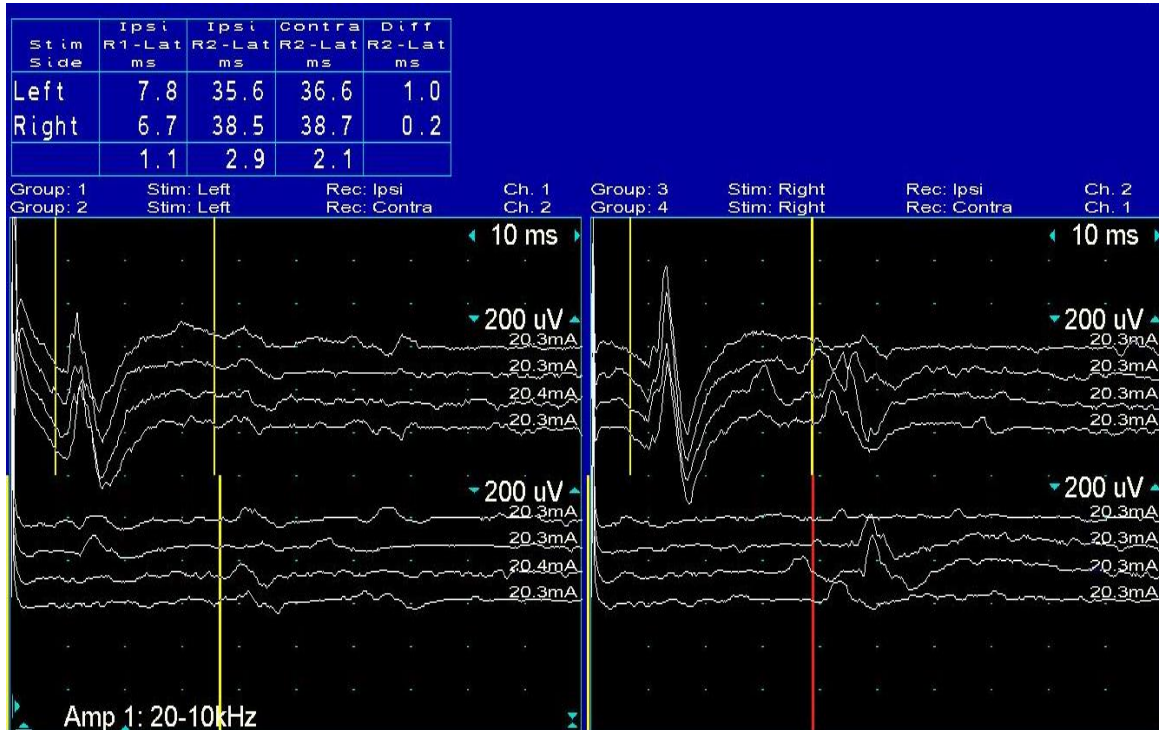 Stim Side Ipsi R1-Lat ms Ipsi R2-Lat ms Contra R2-Lat ms Diff R2-Lat ms
Left 7.8 35.6 36.6 1.0
Right 6.7 38.5 38.7 0.2
1.1 2.9 2.1
Group: 1 Stim: Left Rec: Ipsi Ch. 1
Group: 2 Stim: Left Rec: Contra Ch. 2
Group: 3 Stim: Right Rec: Ipsi Ch. 2
Group: 4 Stim: Right Rec: Contra Ch. 1
10 ms
200 uV
20.3mA
20.3mA
20.4mA
20.3mA
200 uV
20.3mA
20.3mA
20.4mA
20.3mA
Amp 1: 20-10kHz
10 ms
200 uV
20.3mA
20.3mA
20.3mA
20.3mA
200 uV
20.3mA
20.3mA
20.3mA
20.3mA